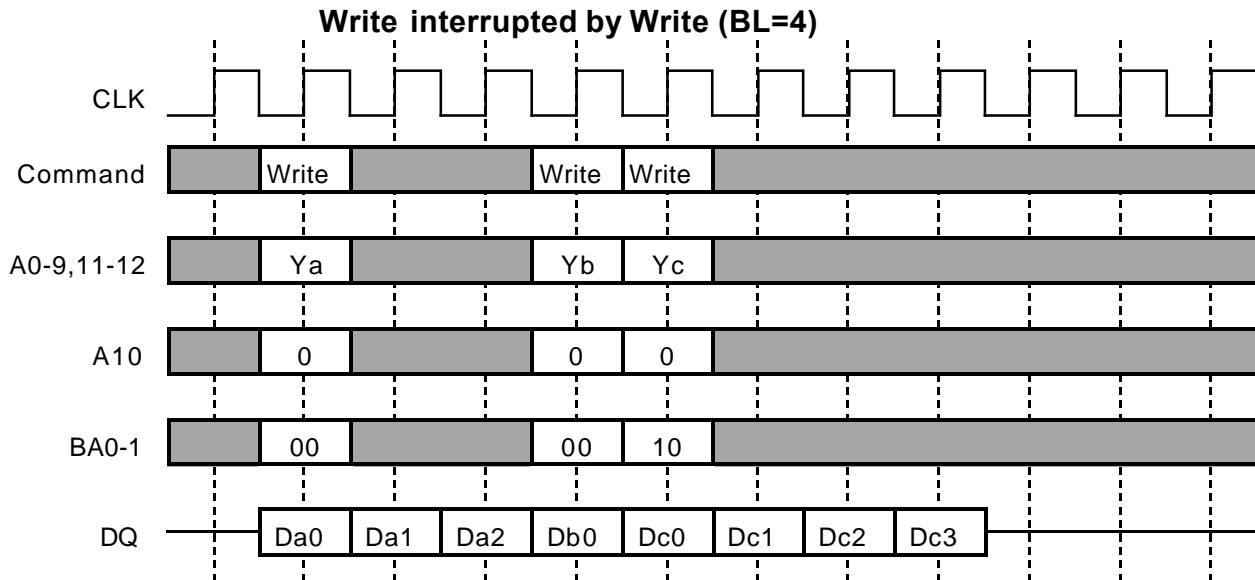 Write interrupted by Write (BL=4)
CLK
Command Write Write Write
A0-9,11-12 Ya Yb Yc
A10 0 0 0
BA0-1 00 00 10
DQ Da0 Da1 Da2 Db0 Dc0 Dc1 Dc2 Dc3